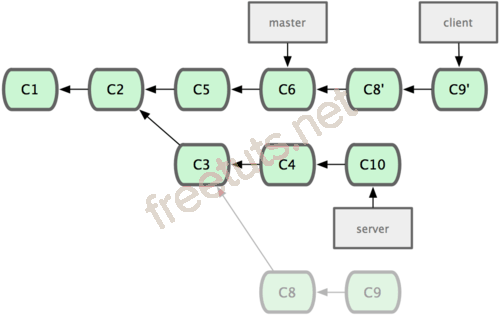 master client
C1 C2 C5 C6 C8' C9'
C3 C4 C10
server
C8 C9
freetuts.net